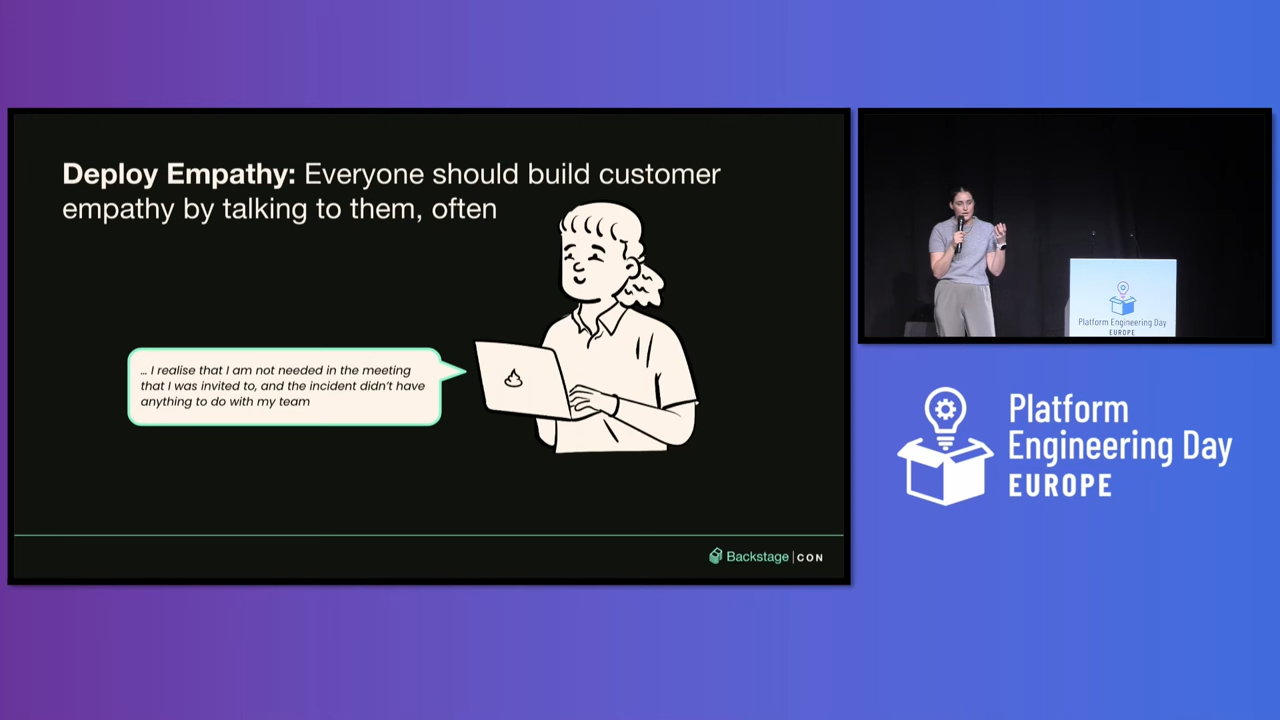 Deploy Empathy: Everyone should build customer
empathy by talking to them, often
... I realise that I am not needed in the meeting
that I was invited to, and the incident didn't have
anything to do with my team
Backstage | CON
Platform Engineering Day
EUROPE
Platform
Engineering Day
EUROPE